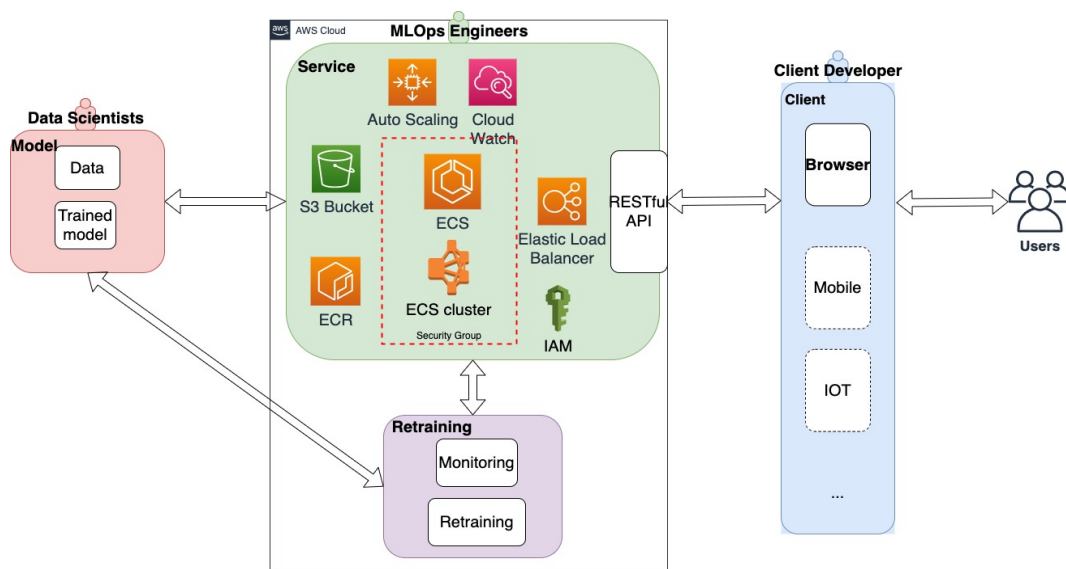 aws
AWS Cloud
MLOps Engineers
Service
Auto Scaling
Cloud
Watch
S3 Bucket
ECS
Elastic Load
Balancer
RESTful
API
ECR
ECS cluster
Security Group
IAM
Data Scientists
Model
Data
Trained
model
Retraining
Monitoring
Retraining
Client Developer
Client
Browser
Mobile
IOT
...
Users